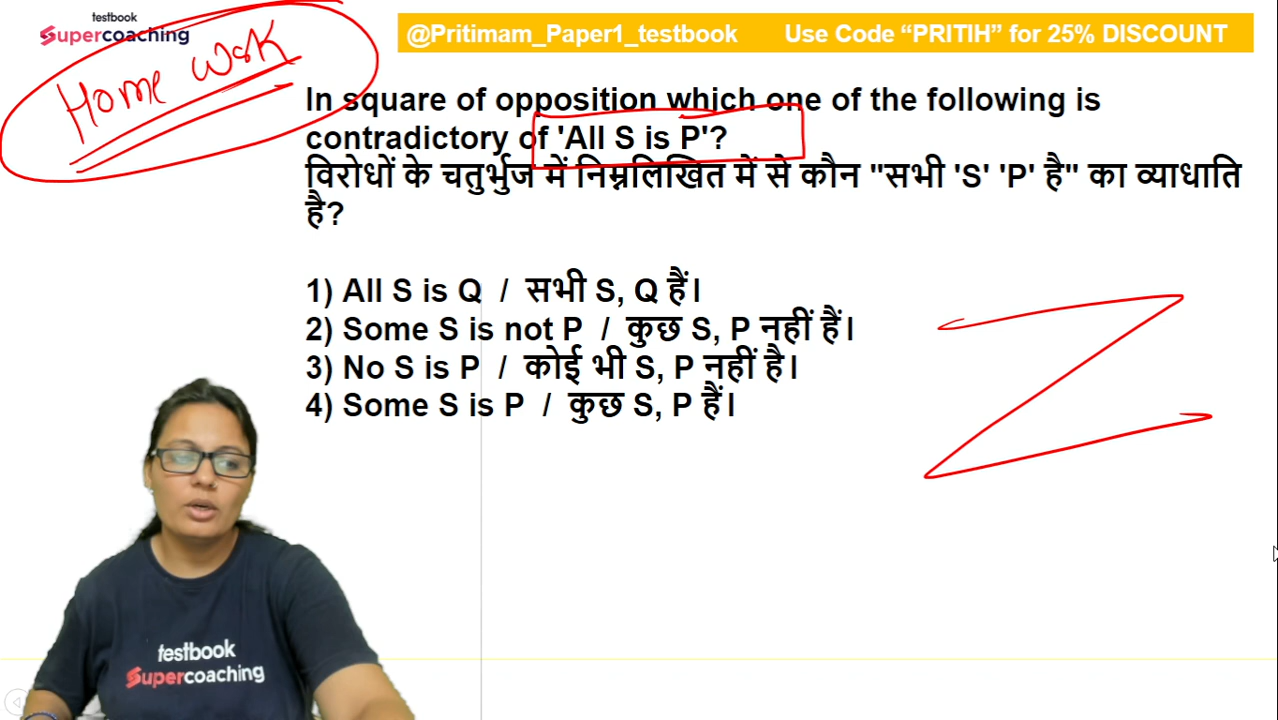 testbook
Supercoaching
@Pritimam_Paper1_testbook Use Code “PRITIH” for 25% DISCOUNT
Home work
In square of opposition which one of the following is
contradictory of 'All S is P'?
विरोधों के चतुर्भुज में निम्नलिखित में से कौन "सभी 'S' 'P' है" का व्याधाति
है?
1) All S is Q / सभी S, Q हैं।
2) Some S is not P / कुछ S, P नहीं हैं।
3) No S is P / कोई भी S, P नहीं है।
4) Some S is P / कुछ S, P हैं।
testbook
Supercoaching